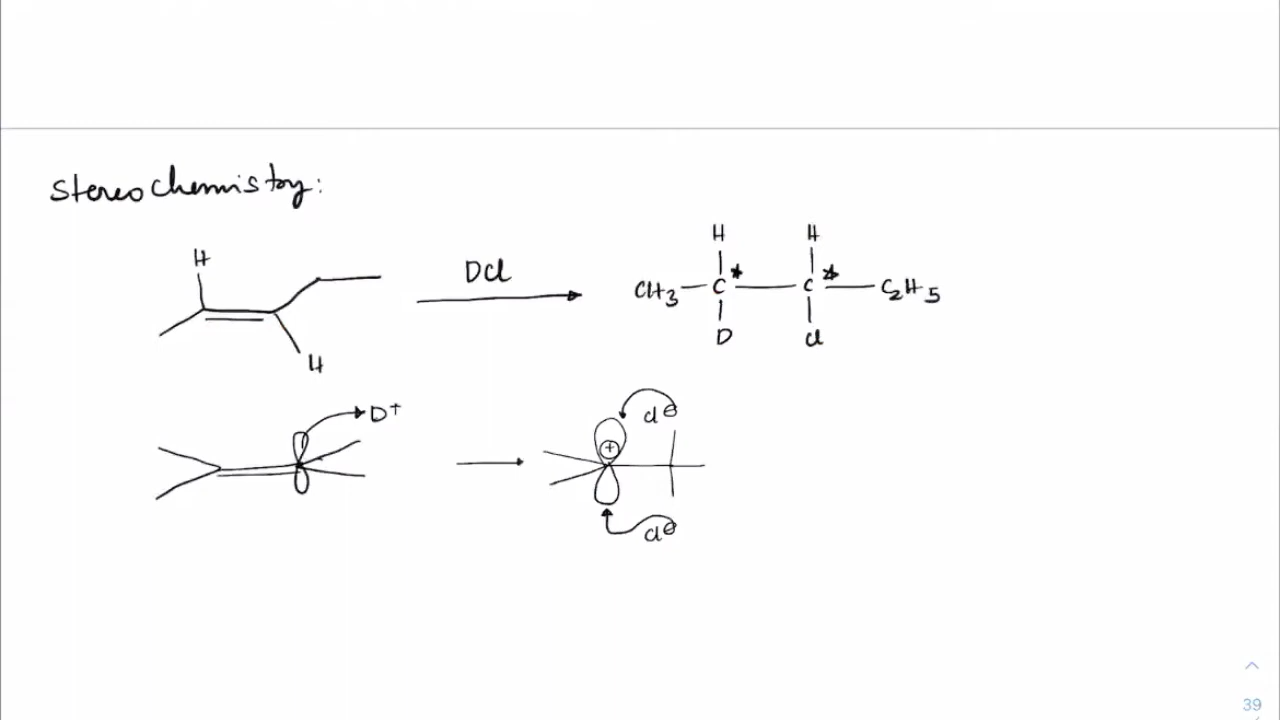 Stereochemistry:
H
DCl
H H
CH3 - C* - C* - C2H5
D Cl
H
D+
Cl⊖
+
Cl⊖
39